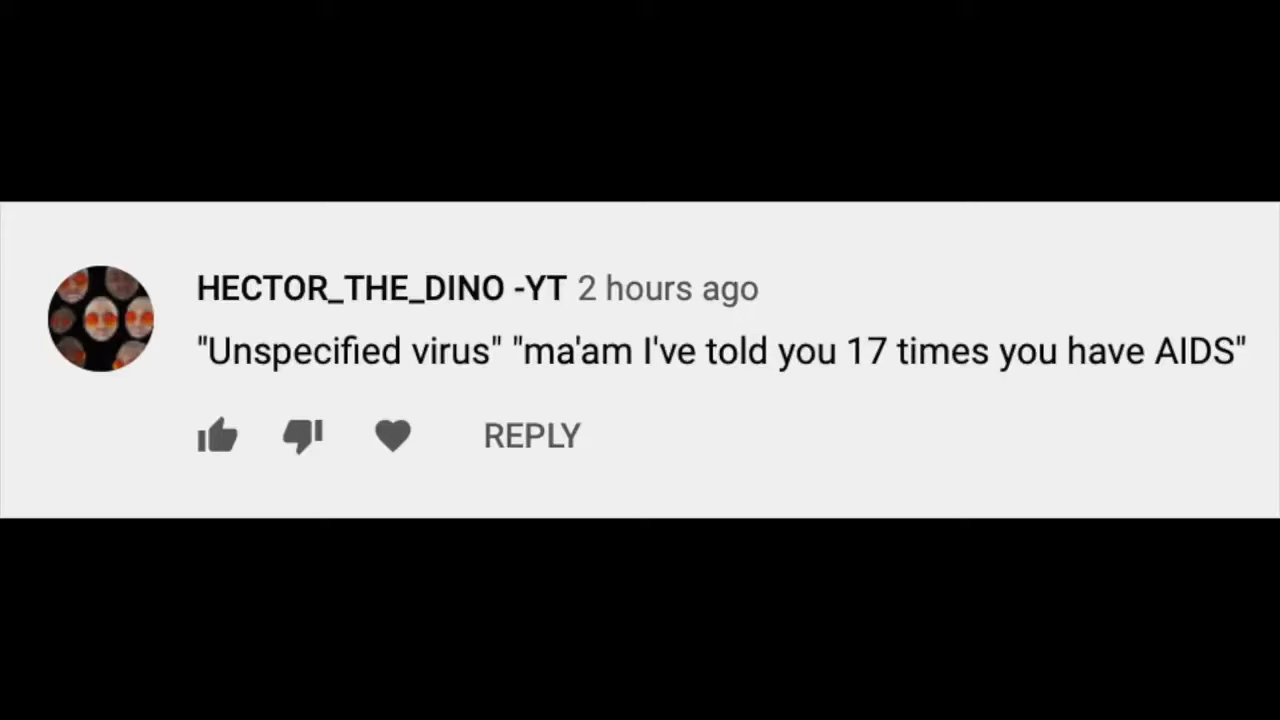 HECTOR_THE_DINO -YT 2 hours ago
"Unspecified virus" "ma'am I've told you 17 times you have AIDS"
REPLY